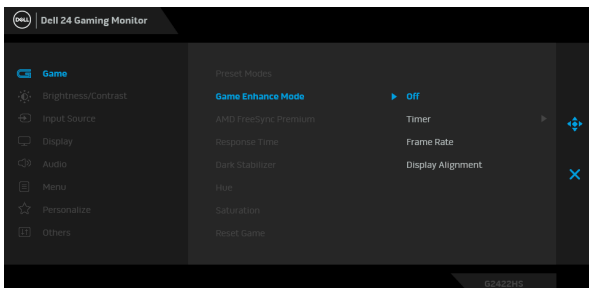 DELL
Dell 24 Gaming Monitor
Game
Brightness/Contrast
Input Source
Display
Audio
Menu
Personalize
Others
Preset Modes
Game Enhance Mode
AMD FreeSync Premium
Response Time
Dark Stabilizer
Hue
Saturation
Reset Game
Off
Timer
Frame Rate
Display Alignment
G2422HS